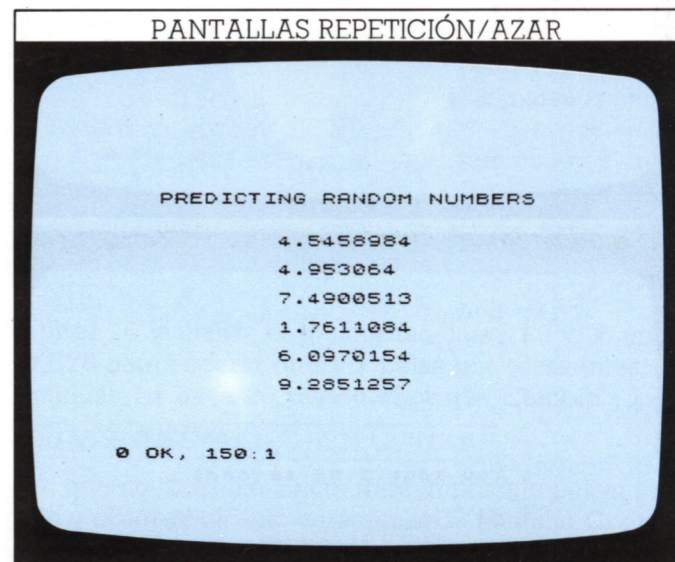 PANTALLAS REPETICIÓN/AZAR
PREDICTING RANDOM NUMBERS
4.5458984
4.953064
7.4900513
1.7611084
6.0970154
9.2851257
0 OK, 150:1